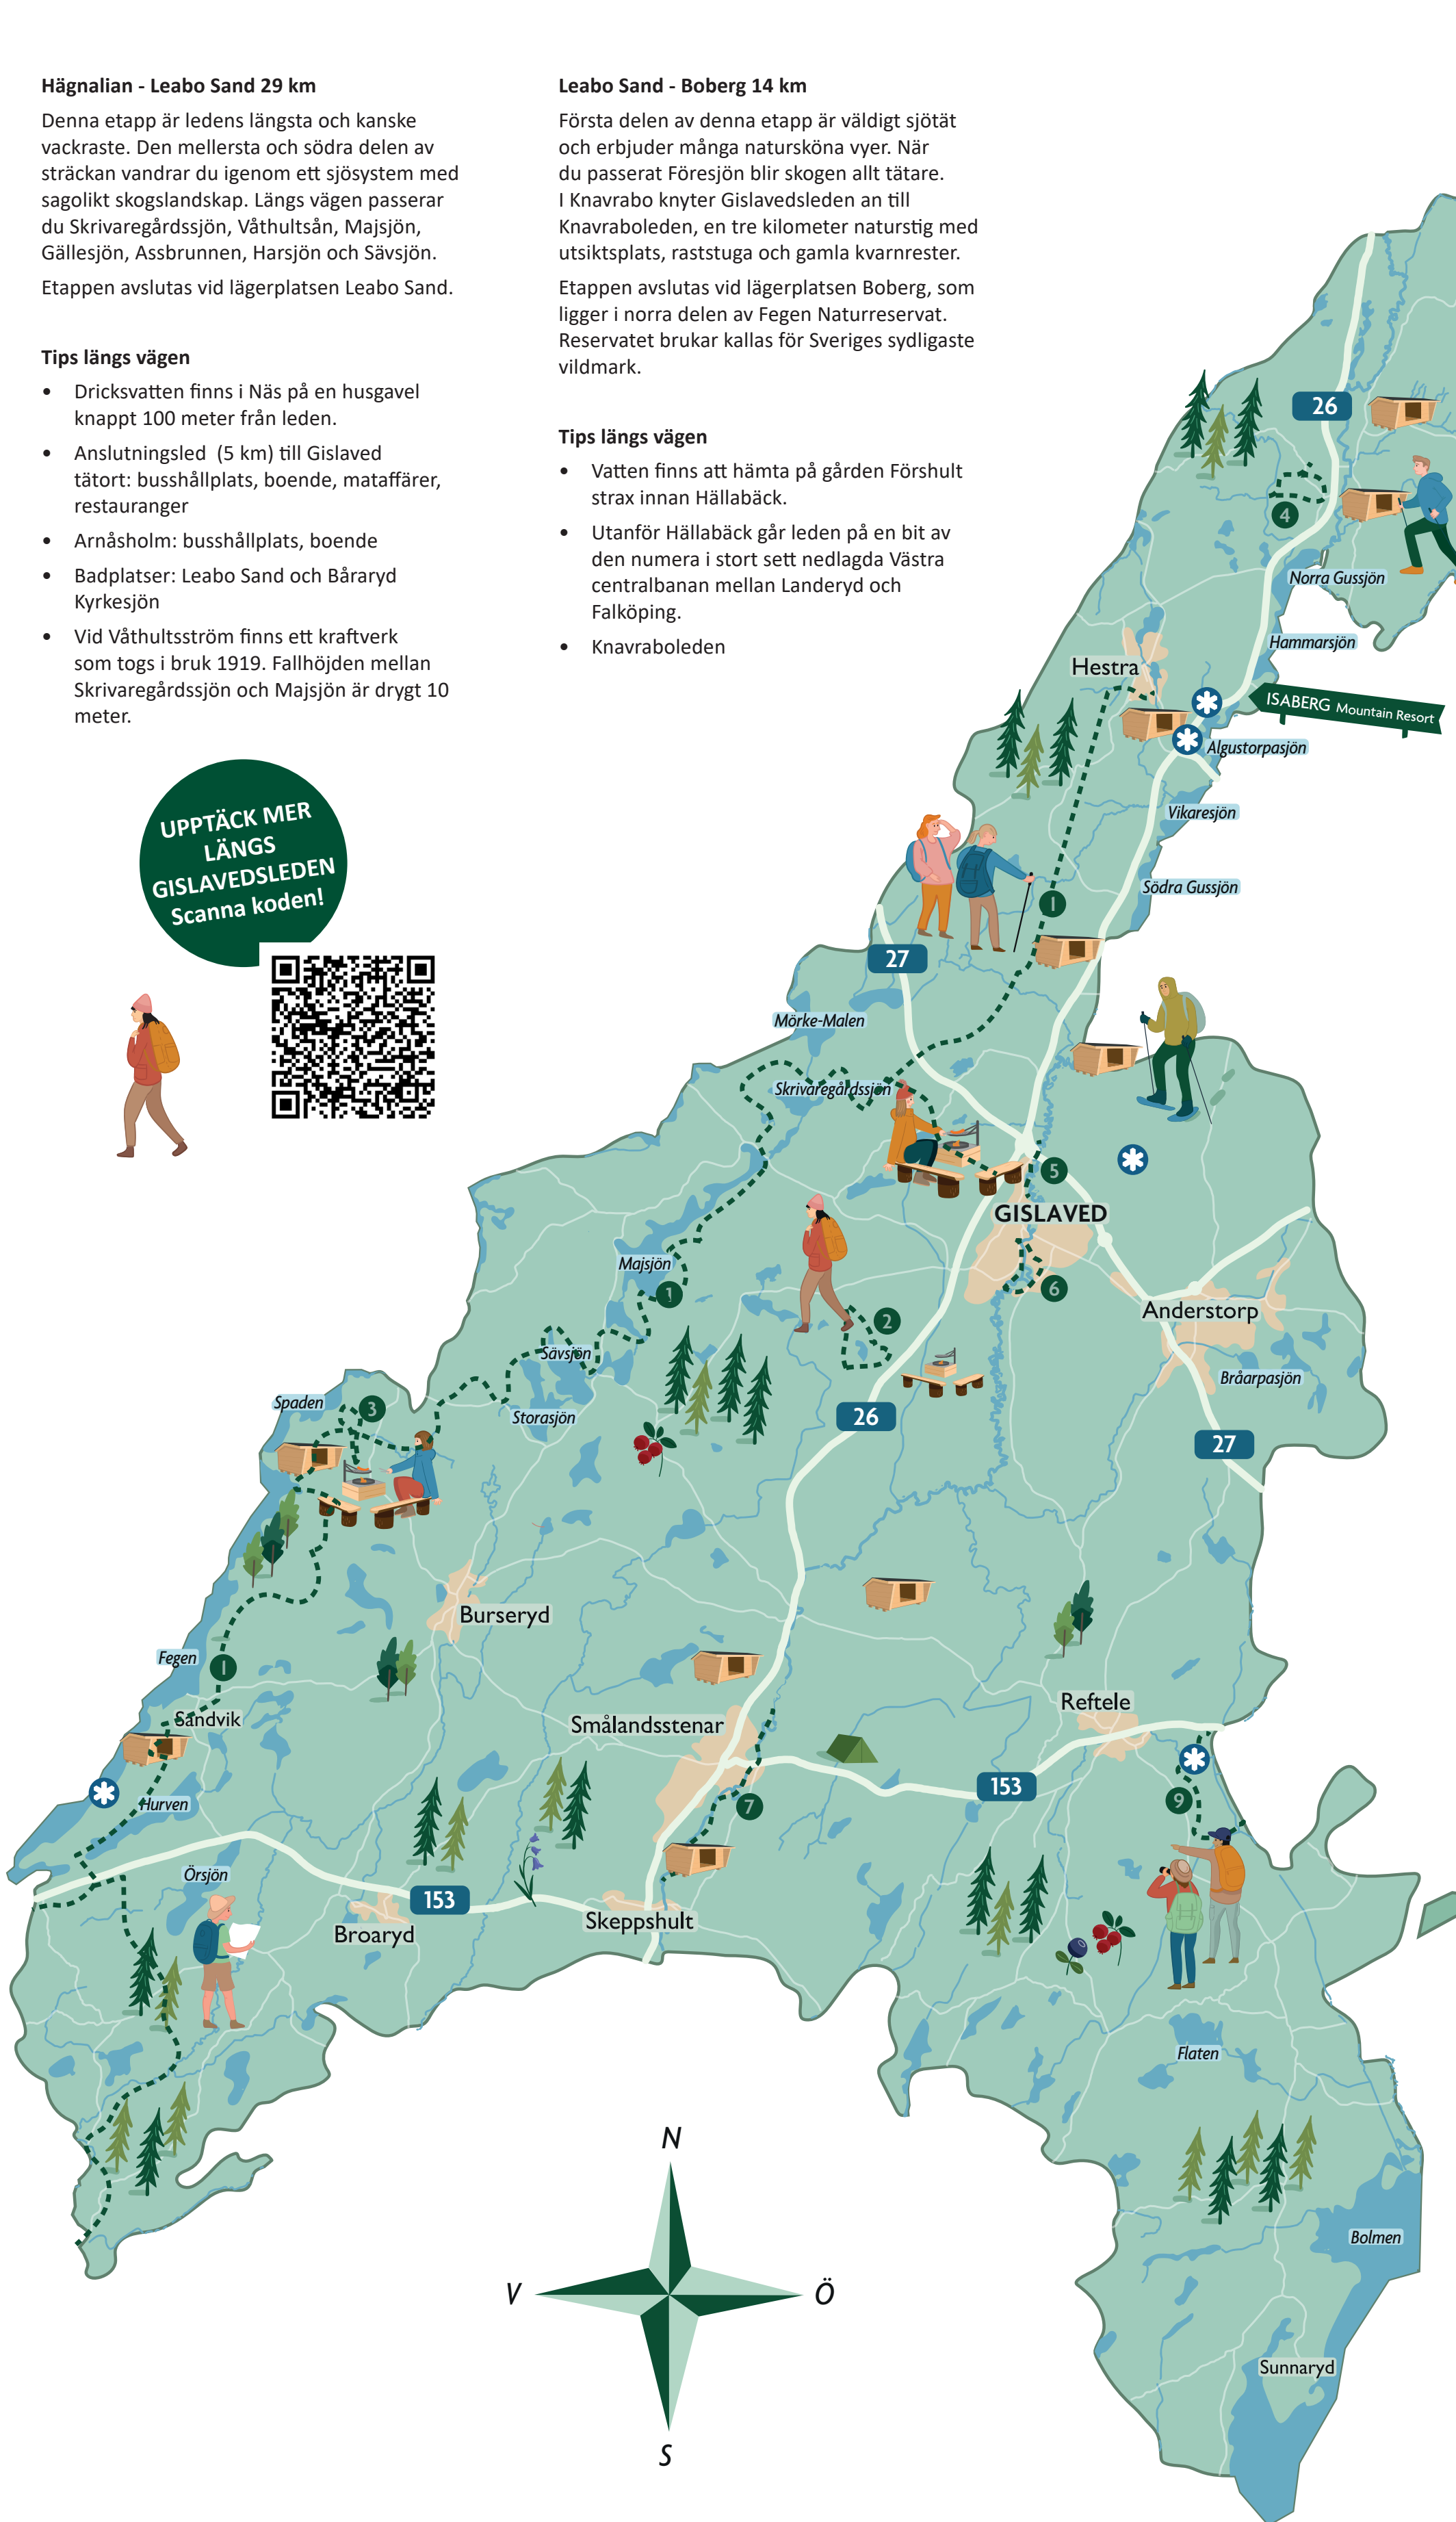 Hägnalian - Leabo Sand 29 km
Denna etapp är ledens längsta och kanske
vackraste. Den mellersta och södra delen av
sträckan vandrar du igenom ett sjösystem med
sagolikt skogslandskap. Längs vägen passerar
du Skrivaregårdssjön, Våthultsån, Majsjön,
Gällesjön, Assbrunnen, Harsjön och Sävsjön.
Etappen avslutas vid lägerplatsen Leabo Sand.
Tips längs vägen
• Dricksvatten finns i Näs på en husgavel
knappt 100 meter från leden.
• Anslutningsled (5 km) till Gislaved
tätort: busshållplats, boende, mataffärer,
restauranger
• Arnåsholm: busshållplats, boende
• Badplatser: Leabo Sand och Båraryd
Kyrkesjön
• Vid Våthultsström finns ett kraftverk
som togs i bruk 1919. Fallhöjden mellan
Skrivaregårdssjön och Majsjön är drygt 10
meter.
Leabo Sand - Boberg 14 km
Första delen av denna etapp är väldigt sjötät
och erbjuder många natursköna vyer. När
du passerat Föresjön blir skogen allt tätare.
I Knavrabo knyter Gislavedsleden an till
Knavraboleden, en tre kilometer naturstig med
utsiktsplats, raststuga och gamla kvarnrester.
Etappen avslutas vid lägerplatsen Boberg, som
ligger i norra delen av Fegen Naturreservat.
Reservatet brukar kallas för Sveriges sydligaste
vildmark.
Tips längs vägen
• Vatten finns att hämta på gården Förshult
strax innan Hällabäck.
• Utanför Hällabäck går leden på en bit av
den numera i stort sett nedlagda Västra
centralbanan mellan Landeryd och
Falköping.
• Knavraboleden
UPPTÄCK MER
LÄNGS
GISLAVEDSLEDEN
Scanna koden!
26
4
Norra Gussjön
Hammarsjön
Hestra
ISABERG Mountain Resort
Algustorpasjön
Vikaresjön
Södra Gussjön
1
27
Mörke-Malen
Skrivaregårdssjön
5
GISLAVED
Majsjön
1
6
2
Anderstorp
Sävsjön
Bråarpasjön
Spaden
3
Storasjön
26
27
Burseryd
Fegen
1
Sandvik
Reftele
Smålandsstenar
153
Hurven
7
9
Örsjön
153
Broaryd
Skeppshult
Flaten
N
Bolmen
V
Ö
Sunnaryd
S